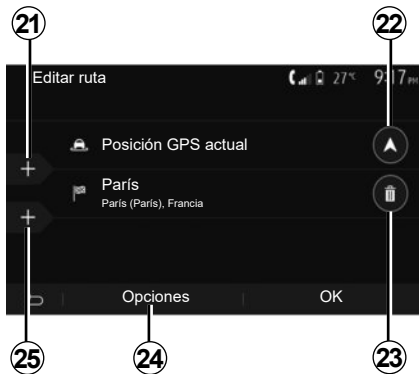 21
22
Editar ruta
27°C
9:17 PM
Posición GPS actual
París
París (París), Francia
Opciones
OK
25
24
23